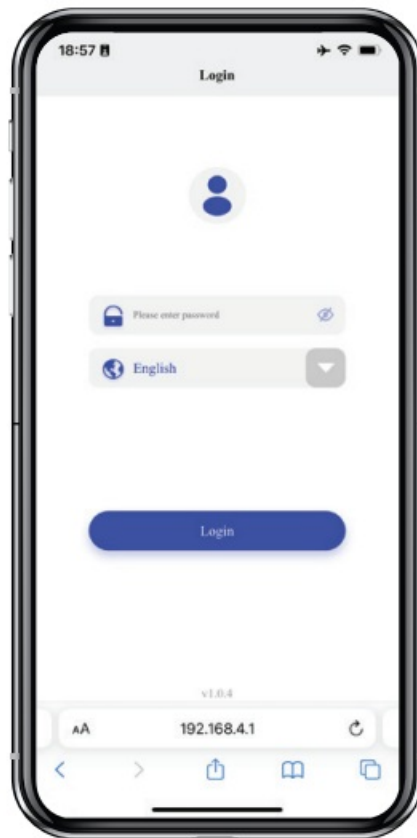 18:57
Login
Please enter password
English
Login
v1.0.4
AA 192.168.4.1